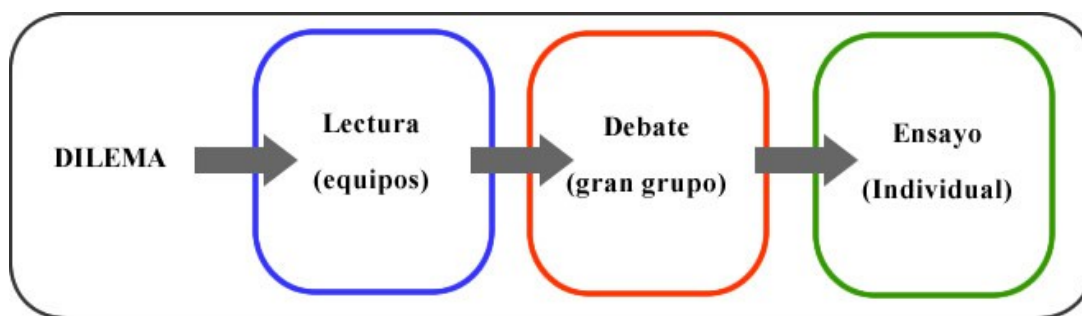 DILEMA
Lectura
(equipos)
Debate
(gran grupo)
Ensayo
(Individual)